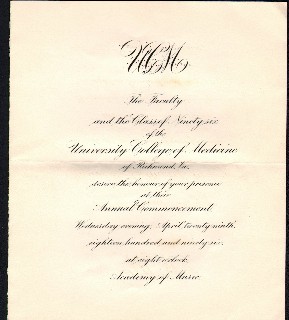 UCM
The Faculty
and the Class of Ninety six
of the
University College of Medicine
of Richmond, Va.
desire the honour of your presence
at their
Annual Commencement
Wednesday evening, April twenty ninth,
eighteen hundred and ninety six,
at eight o'clock.
Academy of Music